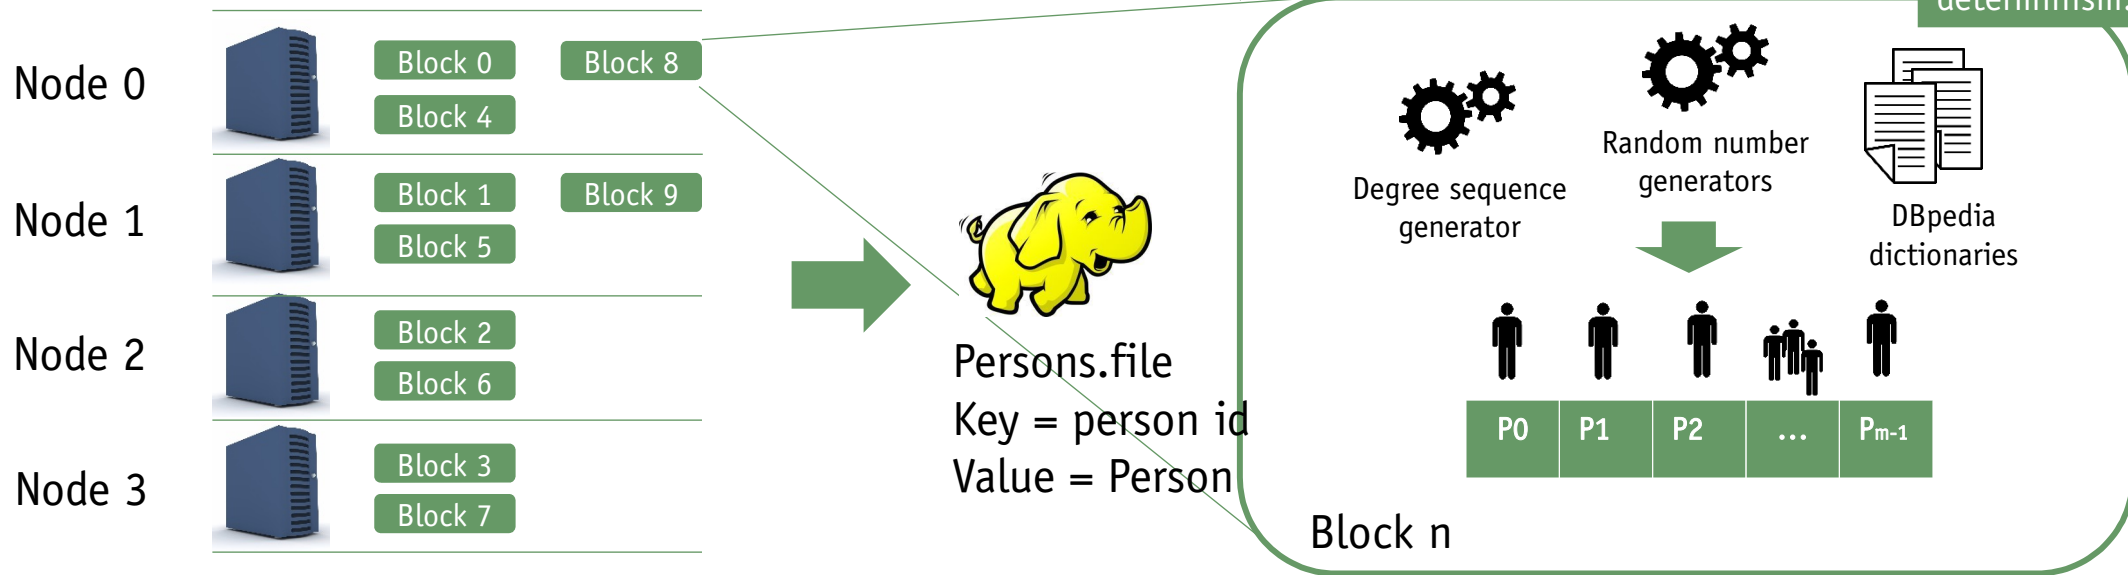 Node 0
Block 0
Block 8
Block 4
Node 1
Block 1
Block 9
Block 5
Node 2
Block 2
Block 6
Node 3
Block 3
Block 7
Persons.file
Key = person id
Value = Person
Degree sequence
generator
Random number
generators
DBpedia
dictionaries
P0 P1 P2 ... Pm-1
Block n